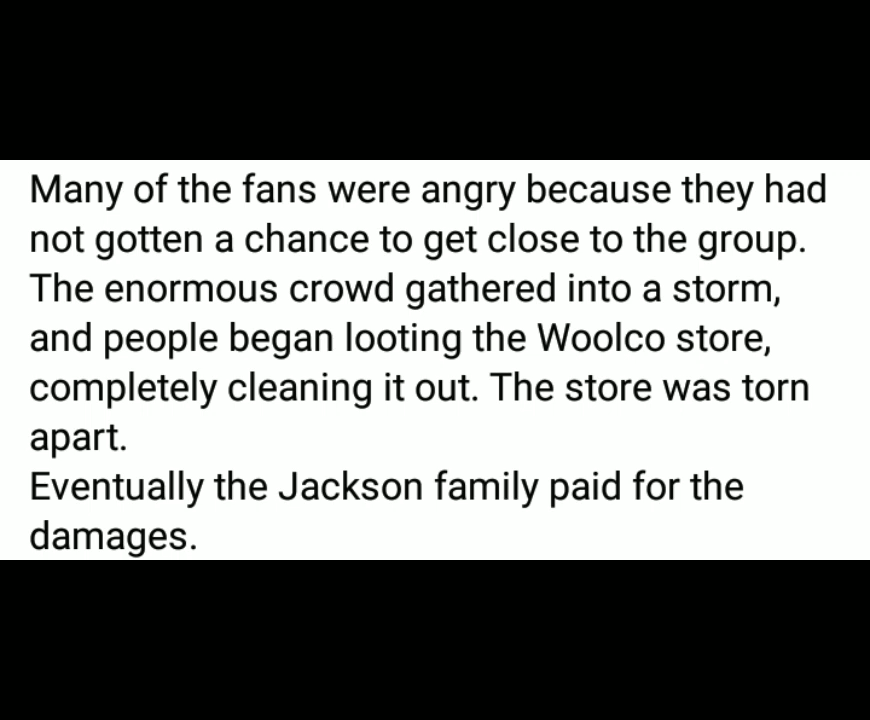 Many of the fans were angry because they had
not gotten a chance to get close to the group.
The enormous crowd gathered into a storm,
and people began looting the Woolco store,
completely cleaning it out. The store was torn
apart.
Eventually the Jackson family paid for the
damages.